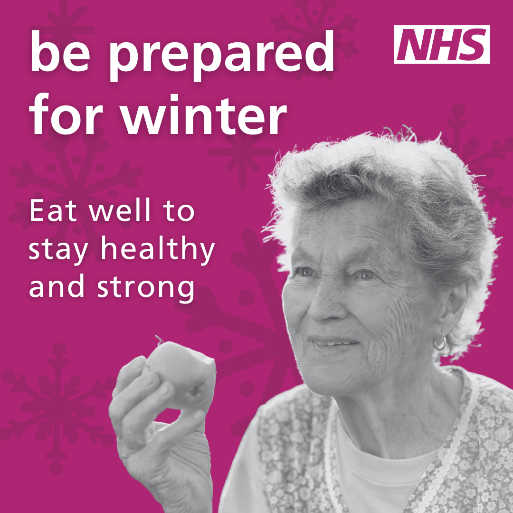 be prepared
for winter
NHS
Eat well to
stay healthy
and strong